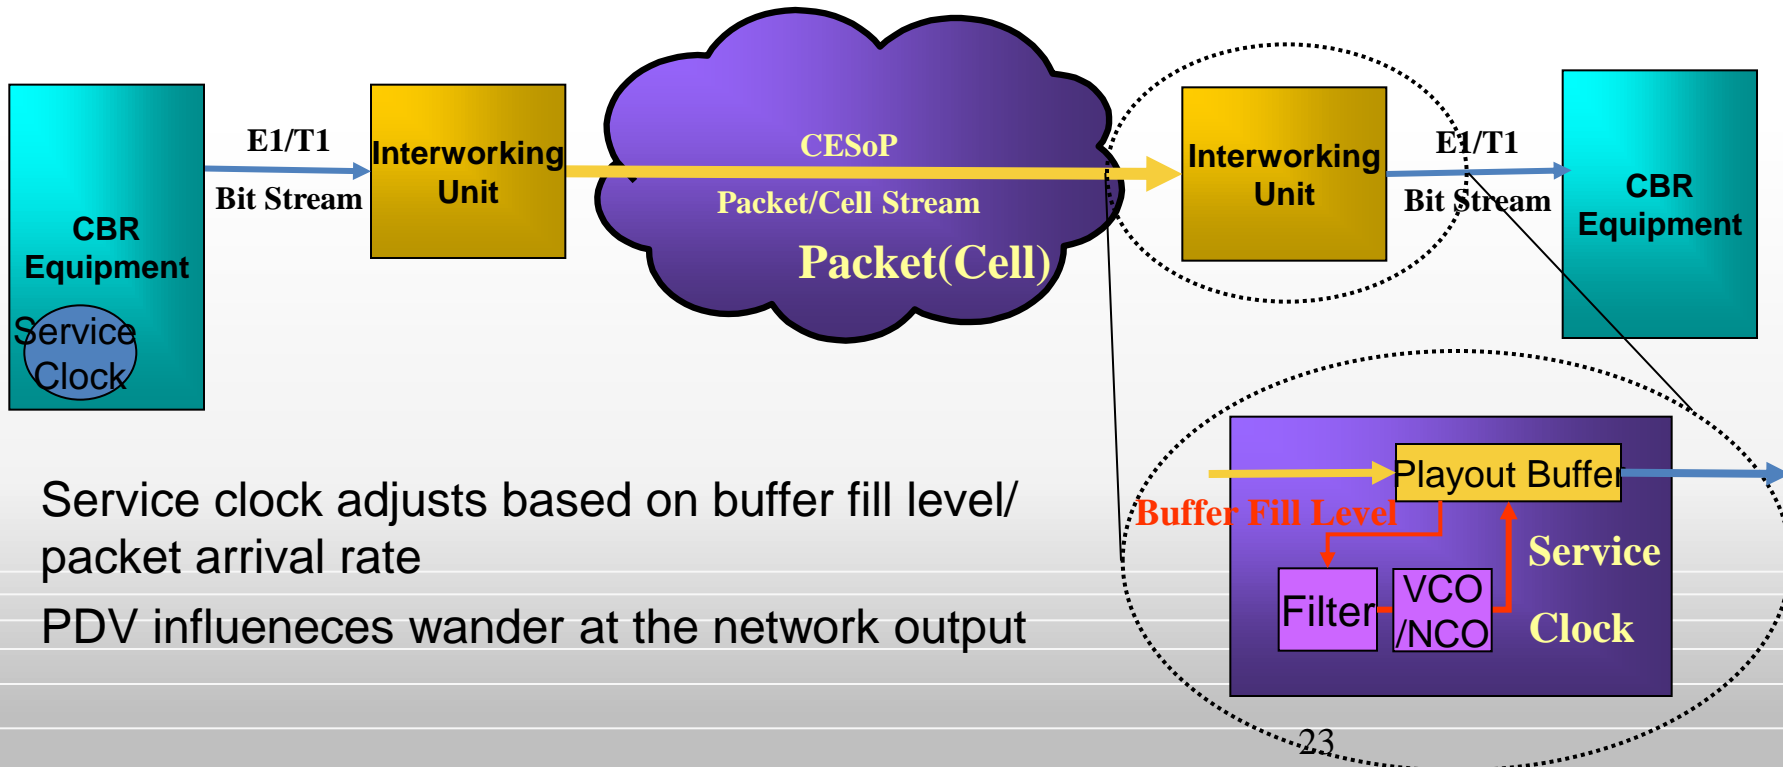 CBR
Equipment
Service
Clock
E1/T1
Bit Stream
Interworking
Unit
CESoP
Packet/Cell Stream
Packet(Cell)
Interworking
Unit
E1/T1
Bit Stream
CBR
Equipment
Service clock adjusts based on buffer fill level/
packet arrival rate
PDV influeneces wander at the network output
Playout Buffer
Buffer Fill Level
Filter
VCO
/NCO
Service
Clock
23